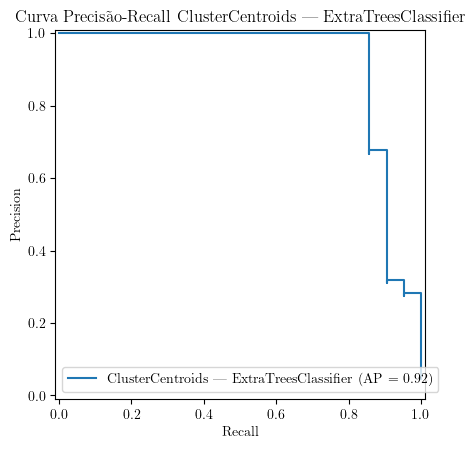 Curva Precisão-Recall ClusterCentroids — ExtraTreesClassifier
1.0
0.8
0.6
0.4
0.2
0.0
Precision
ClusterCentroids — ExtraTreesClassifier (AP = 0.92)
0.0 0.2 0.4 0.6 0.8 1.0
Recall